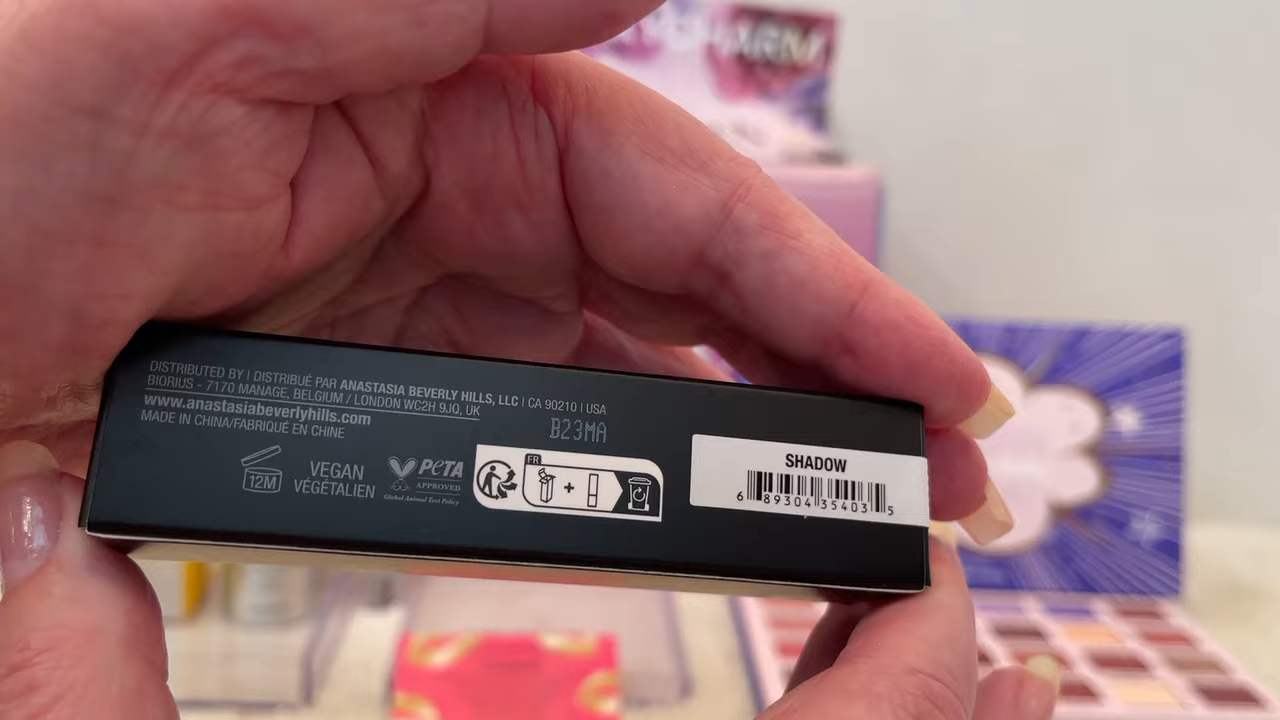 DISTRIBUTED BY | DISTRIBUÉ PAR ANASTASIA BEVERLY HILLS, LLC | CA 90210 | USA
BIORIUS - 7170 MANAGE, BELGIUM / LONDON WC2H 9JQ, UK
www.anastasiabeverlyhills.com
MADE IN CHINA/FABRIQUÉ EN CHINE
B23MA
12M
VEGAN
VÉGÉTALIEN
PETA
APPROVED
Global Animal Test Policy
FR
+
SHADOW
6 89304 35403 5